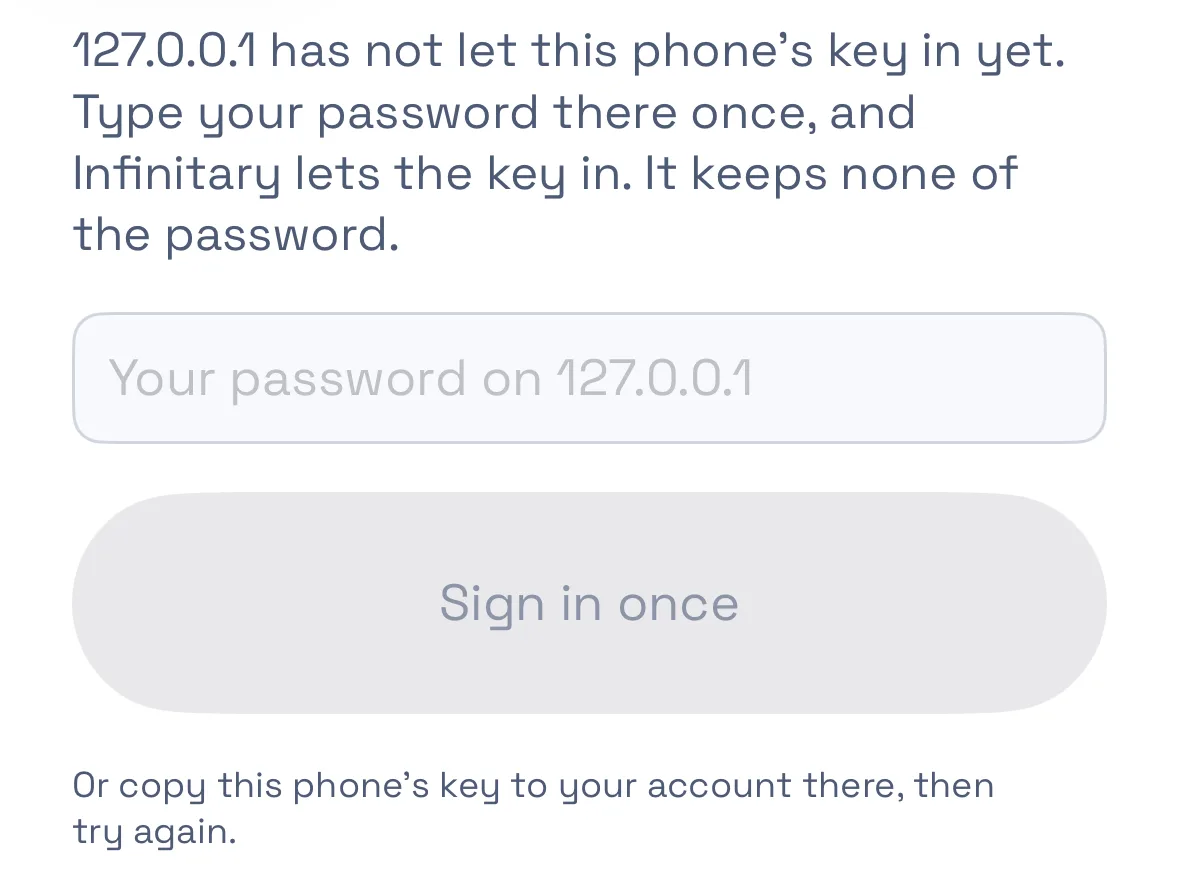 127.0.0.1 has not let this phone’s key in yet.
Type your password there once, and
Infinitary lets the key in. It keeps none of
the password.
Your password on 127.0.0.1
Sign in once
Or copy this phone’s key to your account there, then
try again.